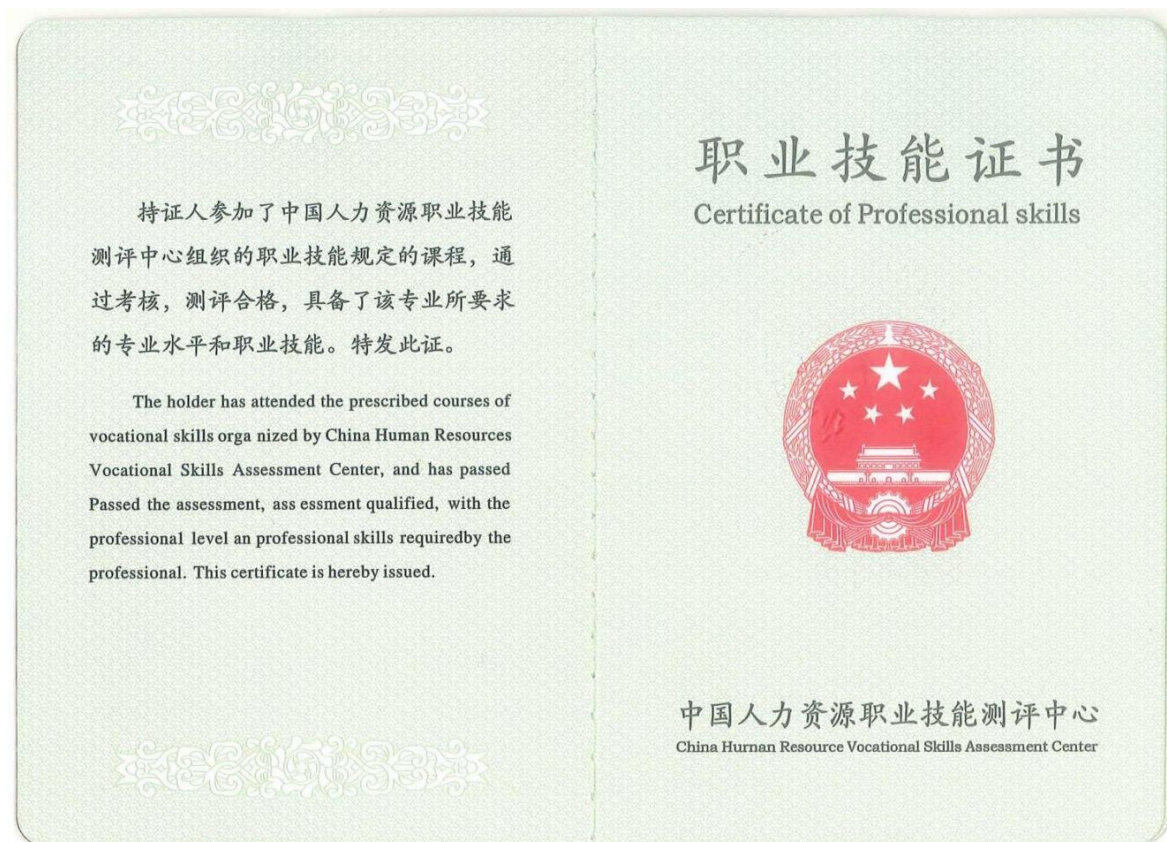 持证人参加了中国人力资源职业技能
测评中心组织的职业技能规定的课程，通
过考核，测评合格，具备了该专业所要求
的专业水平和职业技能。特发此证。
The holder has attended the prescribed courses of
vocational skills orga nized by China Human Resources
Vocational Skills Assessment Center, and has passed
Passed the assessment, ass essment qualified, with the
professional level an professional skills requiredby the
professional. This certificate is hereby issued.
职业技能证书
Certificate of Professional skills
中国人力资源职业技能测评中心
China Hurnan Resource Vocational Skills Assessment Center